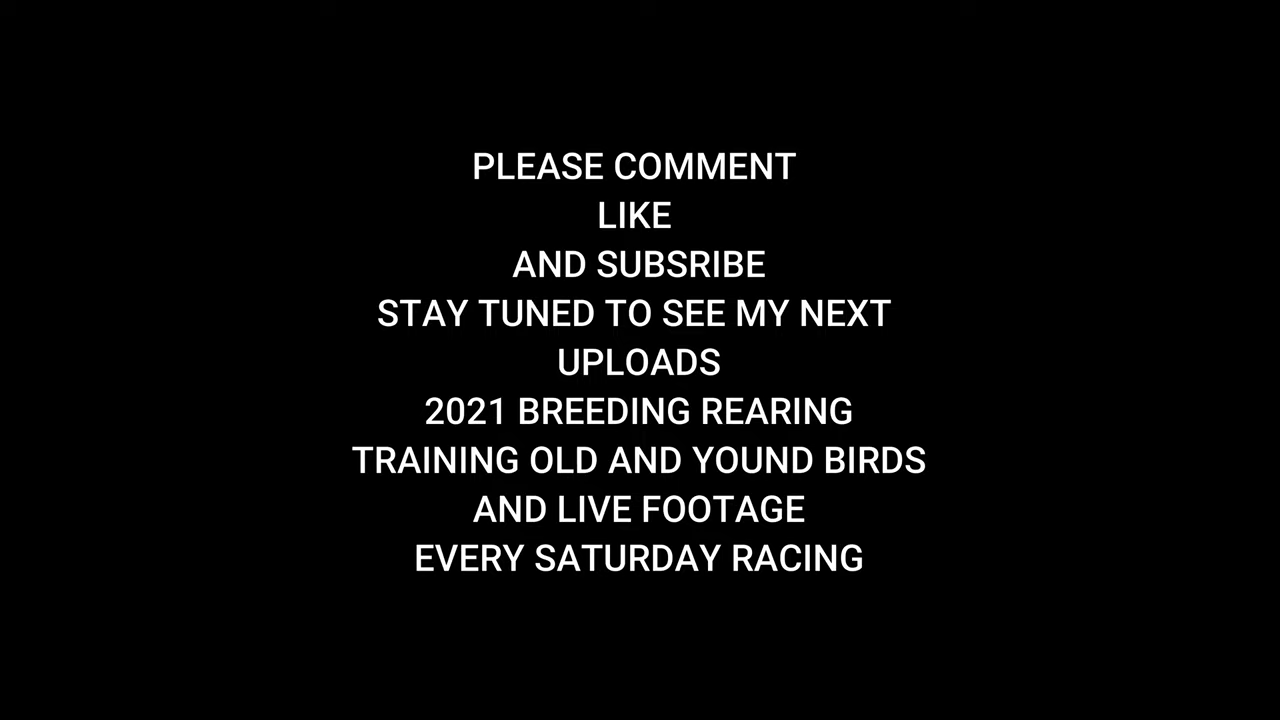 PLEASE COMMENT
LIKE
AND SUBSRIBE
STAY TUNED TO SEE MY NEXT
UPLOADS
2021 BREEDING REARING
TRAINING OLD AND YOUND BIRDS
AND LIVE FOOTAGE
EVERY SATURDAY RACING